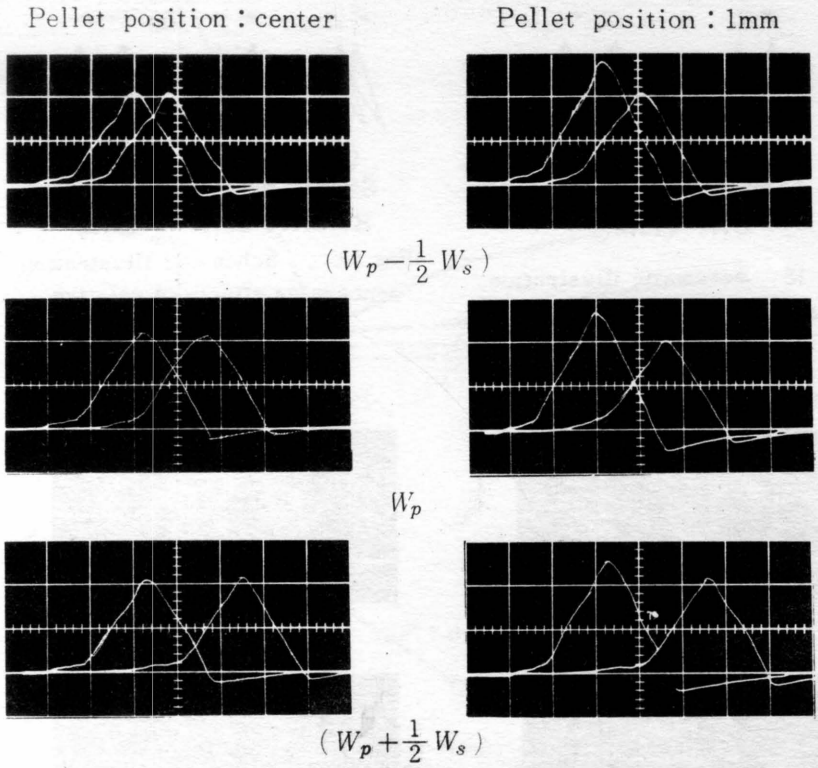 Pellet position : center
Pellet position : 1mm
(W_p − 1/2 W_s)
W_p
(W_p + 1/2 W_s)